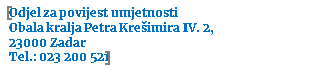 Odjel za povijest umjetnosti
Obala kralja Petra Krešimira IV. 2,
23000 Zadar
Tel.: 023 200 521